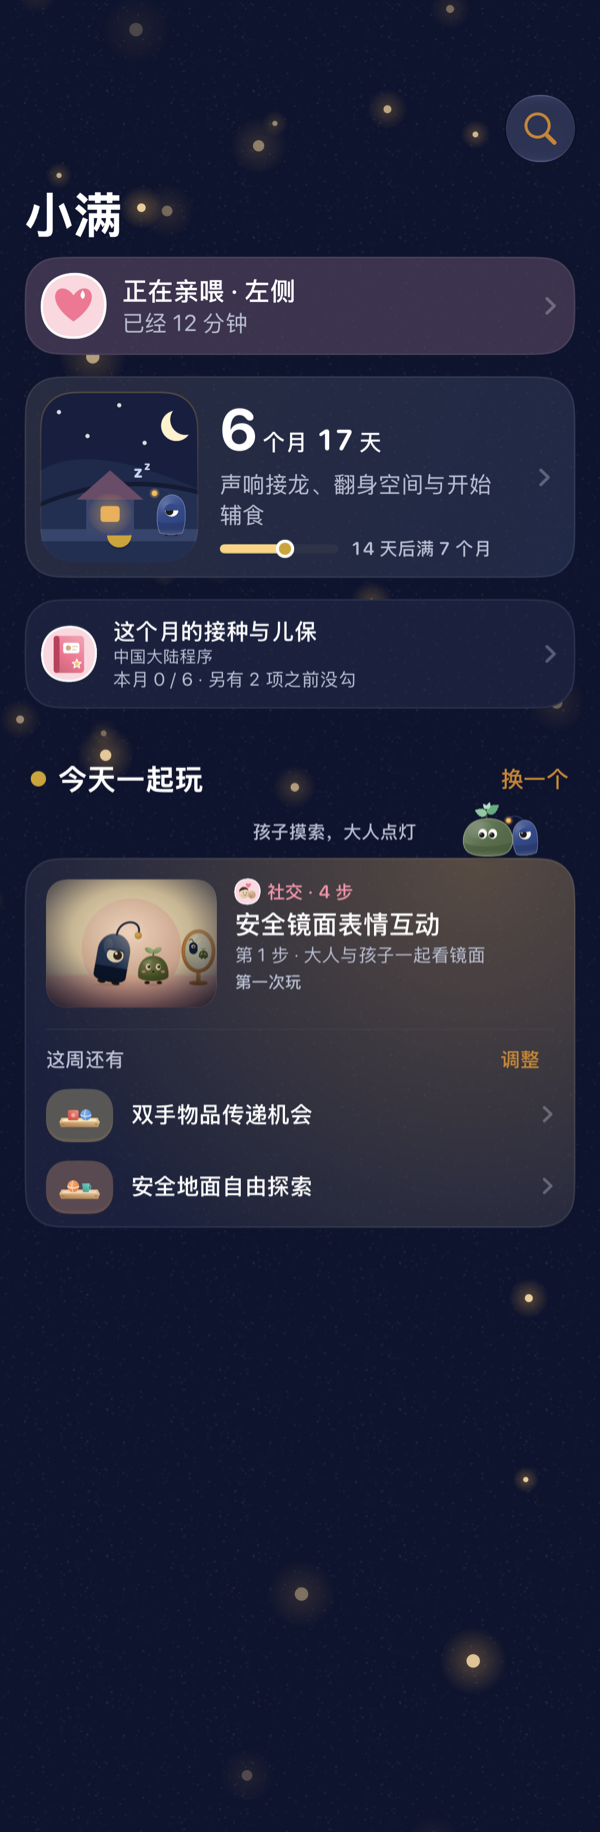 小满
正在亲喂 · 左侧
已经 12 分钟
6 个月 17 天
声响接龙、翻身空间与开始
辅食
14 天后满 7 个月
这个月的接种与儿保
中国大陆程序
本月 0 / 6 · 另有 2 项之前没勾
今天一起玩
换一个
孩子摸索，大人点灯
社交 · 4 步
安全镜面表情互动
第 1 步 · 大人与孩子一起看镜面
第一次玩
这周还有
调整
双手物品传递机会
安全地面自由探索
z z